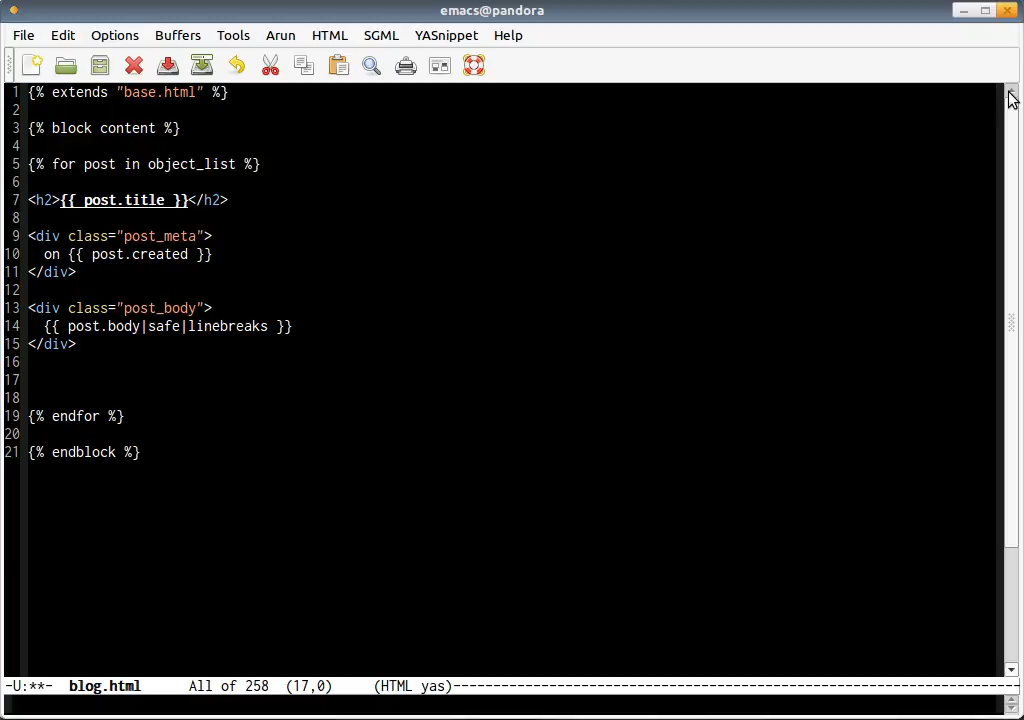 emacs@pandora
File Edit Options Buffers Tools Arun HTML SGML YASnippet Help
1 {% extends "base.html" %}
2
3 {% block content %}
4
5 {% for post in object_list %}
6
7 <h2>{{ post.title }}</h2>
8
9 <div class="post_meta">
10   on {{ post.created }}
11 </div>
12
13 <div class="post_body">
14   {{ post.body|safe|linebreaks }}
15 </div>
16
17
18
19 {% endfor %}
20
21 {% endblock %}
-U:**-  blog.html      All of 258  (17,0)     (HTML yas)-----------------------------------------------------------------------